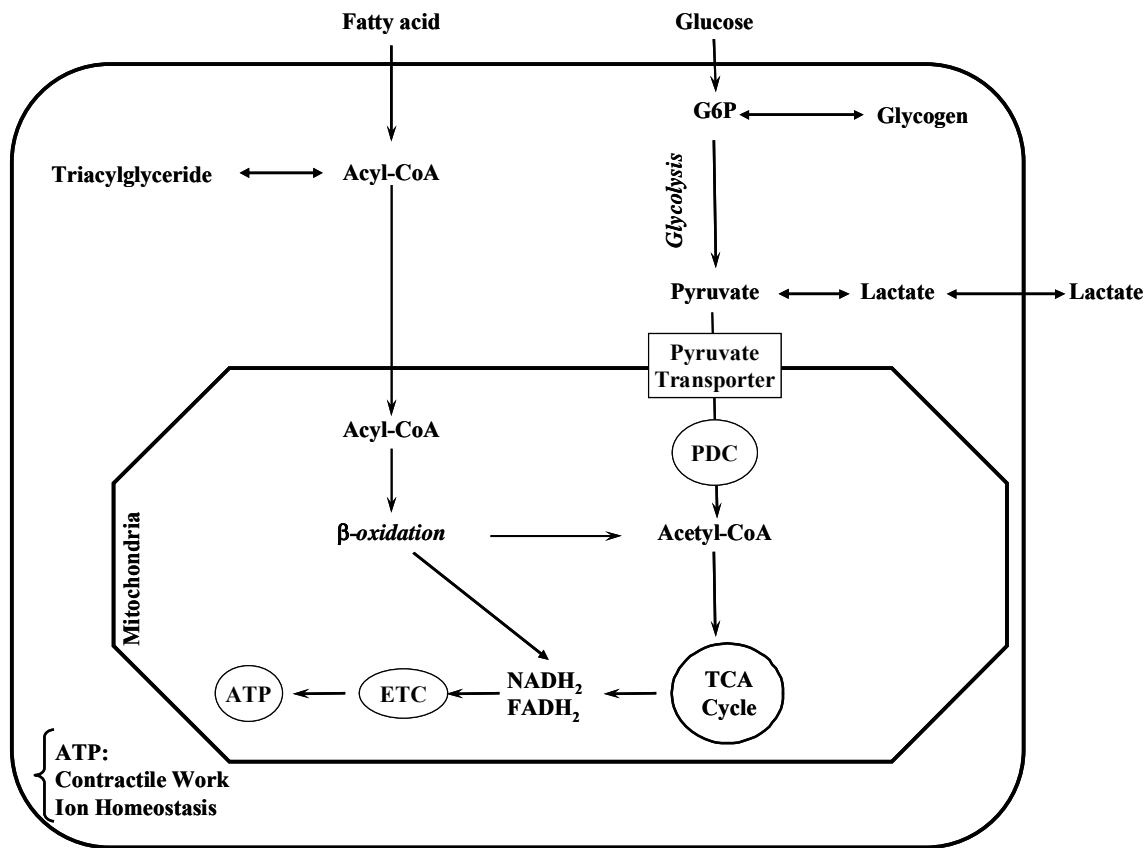 Fatty acid
Glucose
G6P
Glycogen
Triacylglyceride
Acyl-CoA
Glycolysis
Pyruvate
Lactate
Lactate
Pyruvate
Transporter
Acyl-CoA
PDC
β-oxidation
Acetyl-CoA
Mitochondria
ATP
ETC
NADH₂
FADH₂
TCA
Cycle
ATP:
Contractile Work
Ion Homeostasis